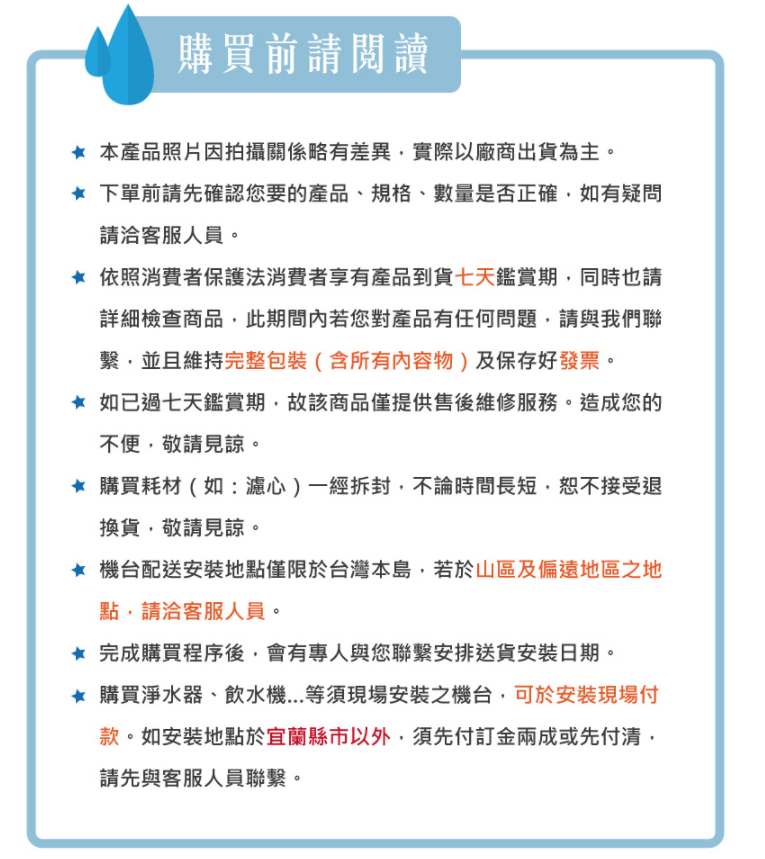 購買前請閱讀
本產品照片因拍攝關係略有差異，實際以廠商出貨為主。
下單前請先確認您要的產品、規格、數量是否正確，如有疑問
請洽客服人員。
依照消費者保護法消費者享有產品到貨七天鑑賞期，同時也請
詳細檢查商品，此期間內若您對產品有任何問題，請與我們聯
繫，並且維持完整包裝（含所有內容物）及保存好發票。
如已過七天鑑賞期，故該商品僅提供售後維修服務。造成您的
不便，敬請見諒。
購買耗材（如：濾心）一經拆封，不論時間長短，恕不接受退
換貨，敬請見諒。
機台配送安裝地點僅限於台灣本島，若於山區及偏遠地區之地
點，請洽客服人員。
完成購買程序後，會有專人與您聯繫安排送貨安裝日期。
購買淨水器、飲水機...等須現場安裝之機台，可於安裝現場付
款。如安裝地點於宜蘭縣市以外，須先付訂金兩成或先付清，
請先與客服人員聯繫。